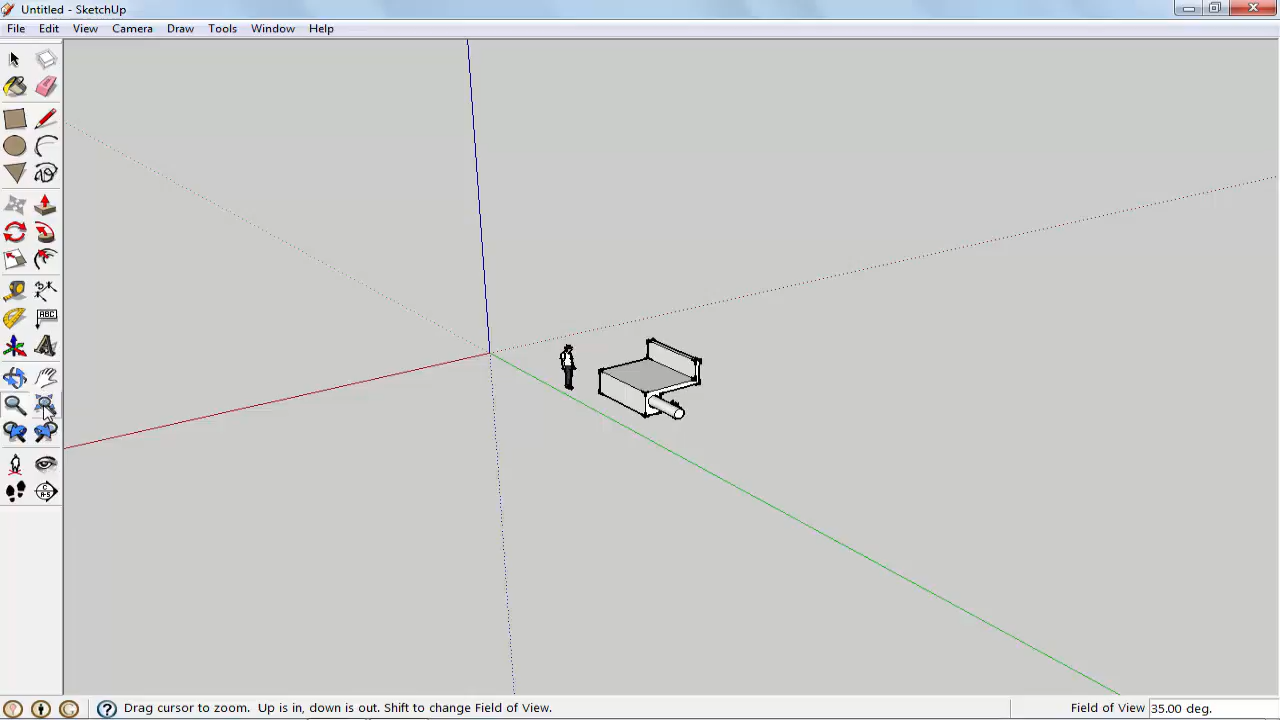 Untitled - SketchUp
File Edit View Camera Draw Tools Window Help
ABC
Drag cursor to zoom. Up is in, down is out. Shift to change Field of View.
Field of View 35.00 deg.